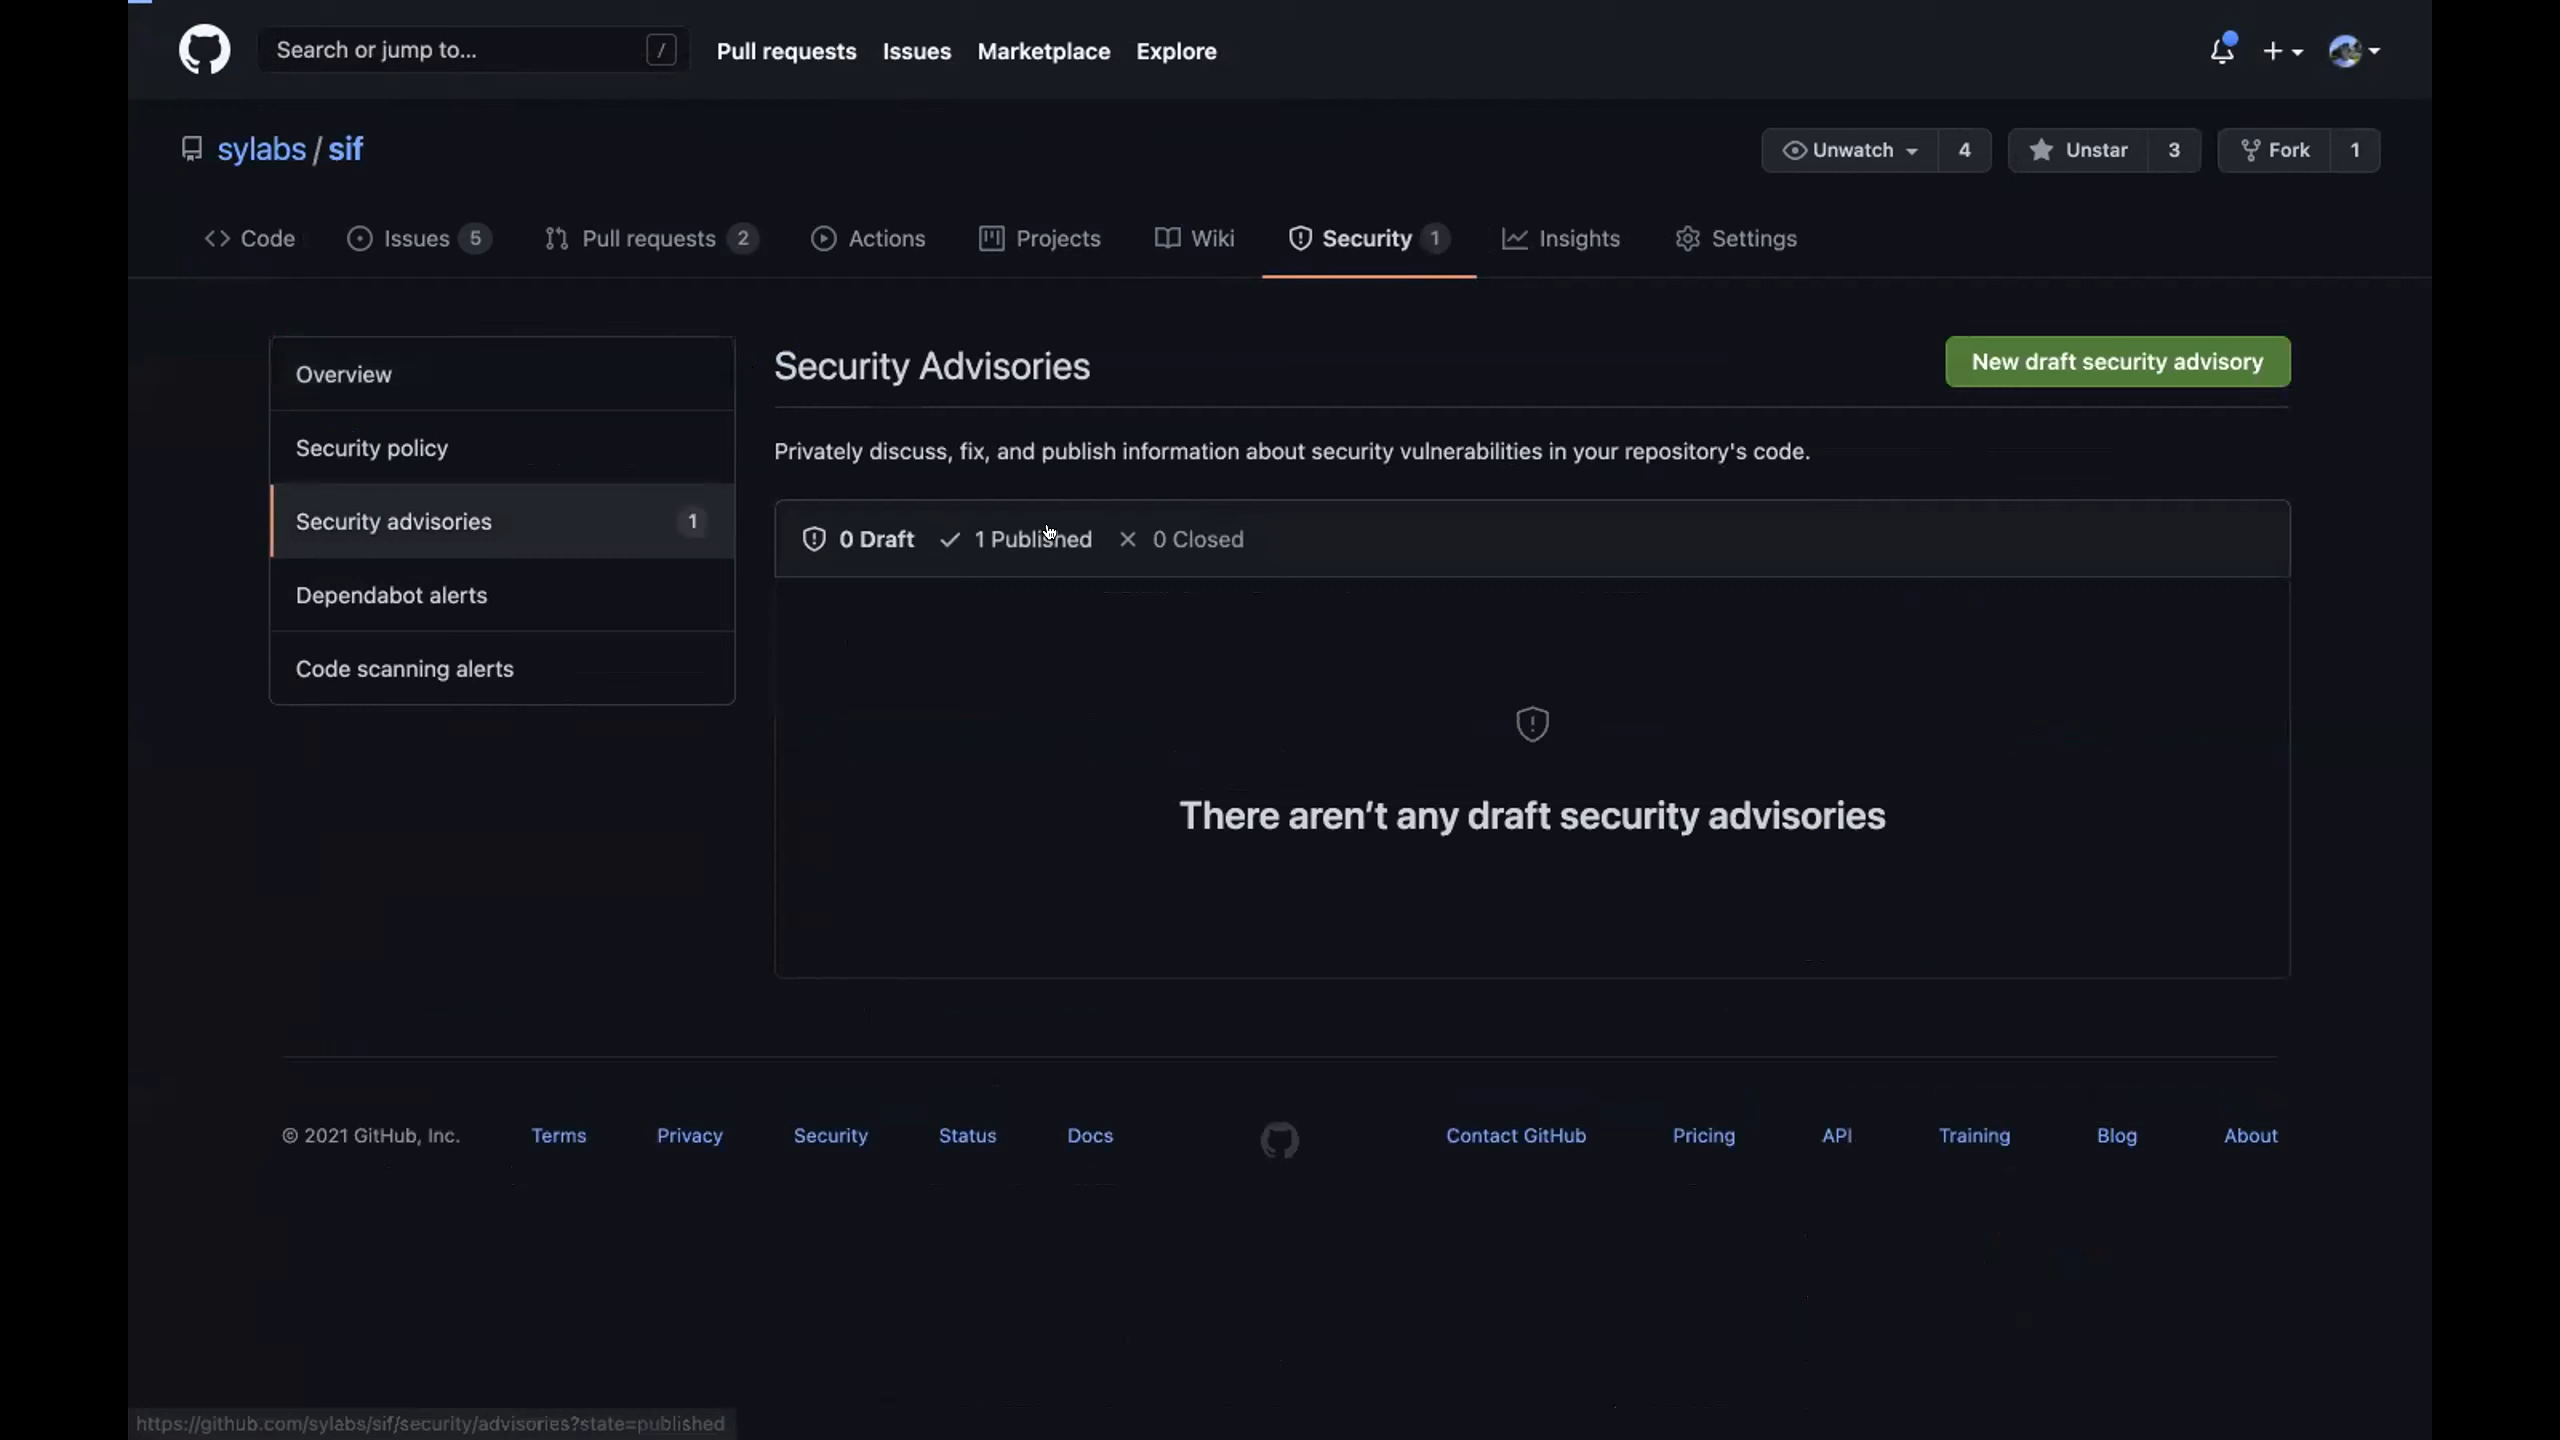 Search or jump to... /
Pull requests Issues Marketplace Explore
sylabs / sif
Unwatch 4 Unstar 3 Fork 1
Code Issues 5 Pull requests 2 Actions Projects Wiki Security 1 Insights Settings
Overview
Security policy
Security advisories 1
Dependabot alerts
Code scanning alerts
Security Advisories
New draft security advisory
Privately discuss, fix, and publish information about security vulnerabilities in your repository's code.
0 Draft 1 Published 0 Closed
There aren't any draft security advisories
© 2021 GitHub, Inc. Terms Privacy Security Status Docs Contact GitHub Pricing API Training Blog About
https://github.com/sylabs/sif/security/advisories?state=published